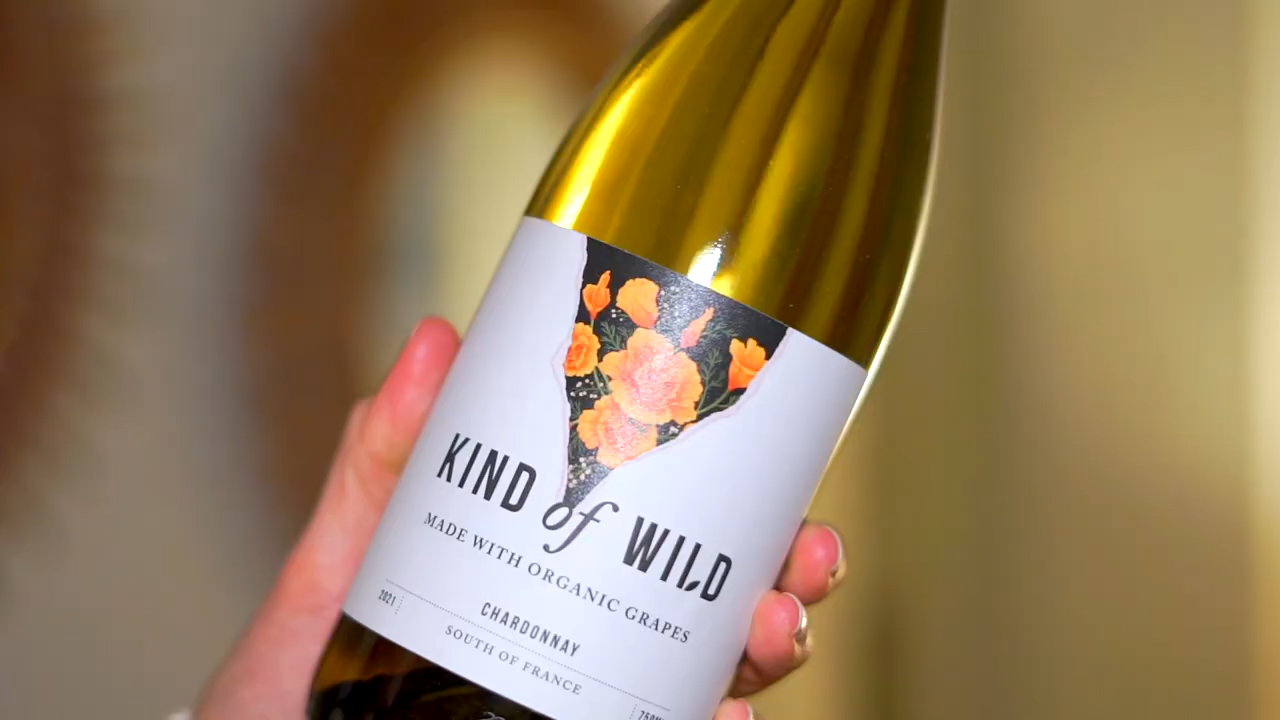 KIND of WILD
MADE WITH ORGANIC GRAPES
2021
CHARDONNAY
SOUTH OF FRANCE